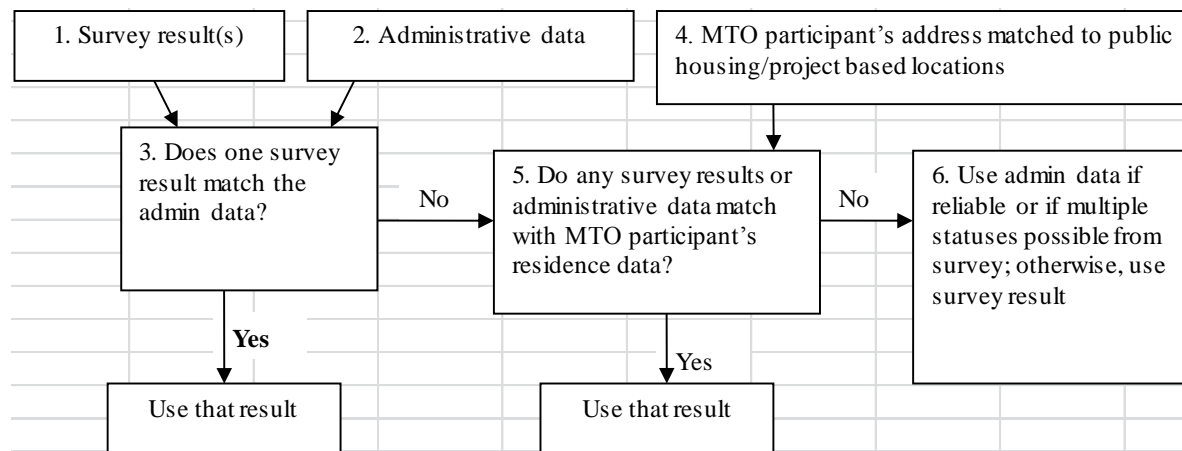 1. Survey result(s)
2. Administrative data
4. MTO participant's address matched to public
housing/project based locations
3. Does one survey
result match the
admin data?
No
5. Do any survey results or
administrative data match
with MTO participant's
residence data?
No
6. Use admin data if
reliable or if multiple
statuses possible from
survey; otherwise, use
survey result
Yes
Yes
Use that result
Use that result